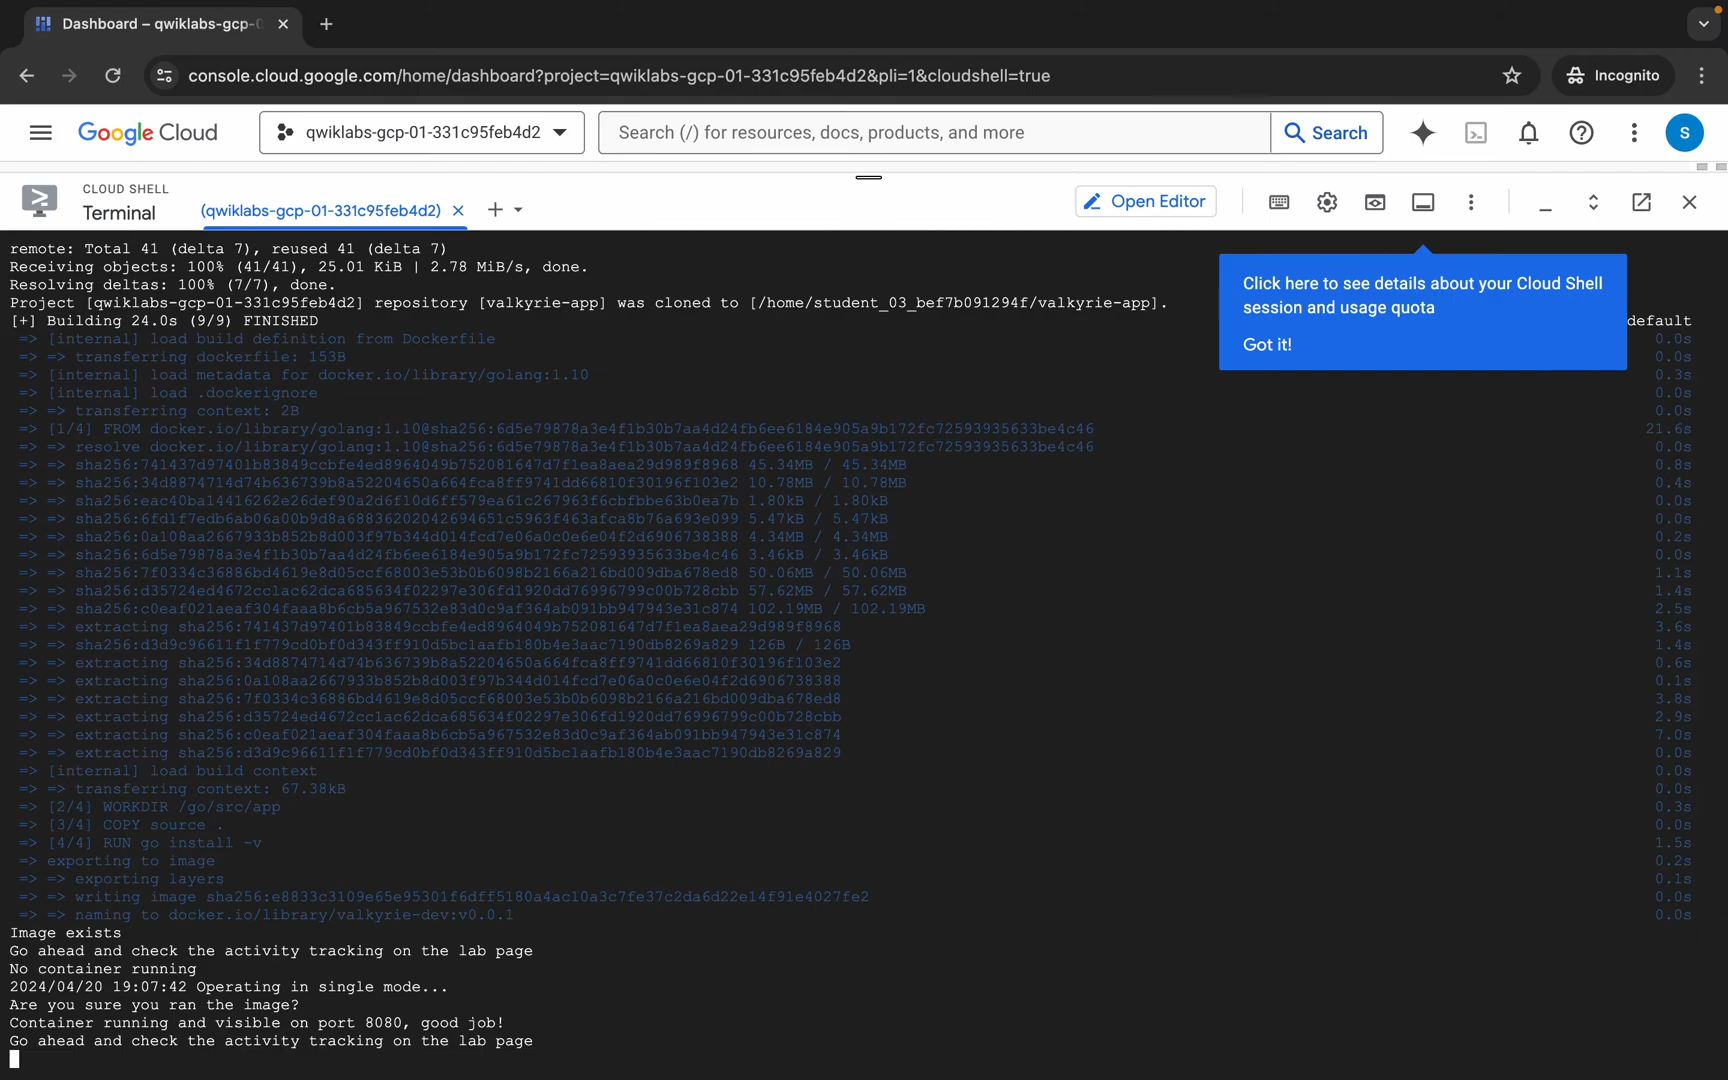 Dashboard – qwiklabs-gcp-0
console.cloud.google.com/home/dashboard?project=qwiklabs-gcp-01-331c95feb4d2&pli=1&cloudshell=true
Incognito
Google Cloud
qwiklabs-gcp-01-331c95feb4d2
Search (/) for resources, docs, products, and more
Search
S
CLOUD SHELL
Terminal
(qwiklabs-gcp-01-331c95feb4d2)
Open Editor
Click here to see details about your Cloud Shell
session and usage quota
Got it!
remote: Total 41 (delta 7), reused 41 (delta 7)
Receiving objects: 100% (41/41), 25.01 KiB | 2.78 MiB/s, done.
Resolving deltas: 100% (7/7), done.
Project [qwiklabs-gcp-01-331c95feb4d2] repository [valkyrie-app] was cloned to [/home/student_03_bef7b091294f/valkyrie-app].
[+] Building 24.0s (9/9) FINISHED default
=> [internal] load build definition from Dockerfile 0.0s
=> => transferring dockerfile: 153B 0.0s
=> [internal] load metadata for docker.io/library/golang:1.10 0.3s
=> [internal] load .dockerignore 0.0s
=> => transferring context: 2B 0.0s
=> [1/4] FROM docker.io/library/golang:1.10@sha256:6d5e79878a3e4f1b30b7aa4d24fb6ee6184e905a9b172fc72593935633be4c46 21.6s
=> => resolve docker.io/library/golang:1.10@sha256:6d5e79878a3e4f1b30b7aa4d24fb6ee6184e905a9b172fc72593935633be4c46 0.0s
=> => sha256:741437d97401b83849ccbfe4ed8964049b752081647d7f1ea8aea29d989f8968 45.34MB / 45.34MB 0.8s
=> => sha256:34d8874714d74b636739b8a52204650a664fca8ff9741dd66810f30196f103e2 10.78MB / 10.78MB 0.4s
=> => sha256:eac40ba14416262e26def90a2d6f10d6ff579ea61c267963f6cbfbbe63b0ea7b 1.80kB / 1.80kB 0.0s
=> => sha256:6fd1f7edb6ab06a00b9d8a68836202042694651c5963f463afca8b76a693e099 5.47kB / 5.47kB 0.0s
=> => sha256:0a108aa2667933b852b8d003f97b344d014fcd7e06a0c0e6e04f2d6906738388 4.34MB / 4.34MB 0.2s
=> => sha256:6d5e79878a3e4f1b30b7aa4d24fb6ee6184e905a9b172fc72593935633be4c46 3.46kB / 3.46kB 0.0s
=> => sha256:7f0334c36886bd4619e8d05ccf68003e53b0b6098b2166a216bd009dba678ed8 50.06MB / 50.06MB 1.1s
=> => sha256:d35724ed4672cc1ac62dca685634f02297e306fd1920dd76996799c00b728cbb 57.62MB / 57.62MB 1.4s
=> => sha256:c0eaf021aeaf304faaa8b6cb5a967532e83d0c9af364ab091bb947943e31c874 102.19MB / 102.19MB 2.5s
=> => extracting sha256:741437d97401b83849ccbfe4ed8964049b752081647d7f1ea8aea29d989f8968 3.6s
=> => sha256:d3d9c96611f1f779cd0bf0d343ff910d5bc1aafb180b4e3aac7190db8269a829 126B / 126B 1.4s
=> => extracting sha256:34d8874714d74b636739b8a52204650a664fca8ff9741dd66810f30196f103e2 0.6s
=> => extracting sha256:0a108aa2667933b852b8d003f97b344d014fcd7e06a0c0e6e04f2d6906738388 0.1s
=> => extracting sha256:7f0334c36886bd4619e8d05ccf68003e53b0b6098b2166a216bd009dba678ed8 3.8s
=> => extracting sha256:d35724ed4672cc1ac62dca685634f02297e306fd1920dd76996799c00b728cbb 2.9s
=> => extracting sha256:c0eaf021aeaf304faaa8b6cb5a967532e83d0c9af364ab091bb947943e31c874 7.0s
=> => extracting sha256:d3d9c96611f1f779cd0bf0d343ff910d5bc1aafb180b4e3aac7190db8269a829 0.0s
=> [internal] load build context 0.0s
=> => transferring context: 67.38kB 0.0s
=> [2/4] WORKDIR /go/src/app 0.3s
=> [3/4] COPY source . 0.0s
=> [4/4] RUN go install -v 1.5s
=> exporting to image 0.2s
=> => exporting layers 0.1s
=> => writing image sha256:e8833c3109e65e95301f6dff5180a4ac10a3c7fe37c2da6d22e14f91e4027fe2 0.0s
=> => naming to docker.io/library/valkyrie-dev:v0.0.1 0.0s
Image exists
Go ahead and check the activity tracking on the lab page
No container running
2024/04/20 19:07:42 Operating in single mode...
Are you sure you ran the image?
Container running and visible on port 8080, good job!
Go ahead and check the activity tracking on the lab page